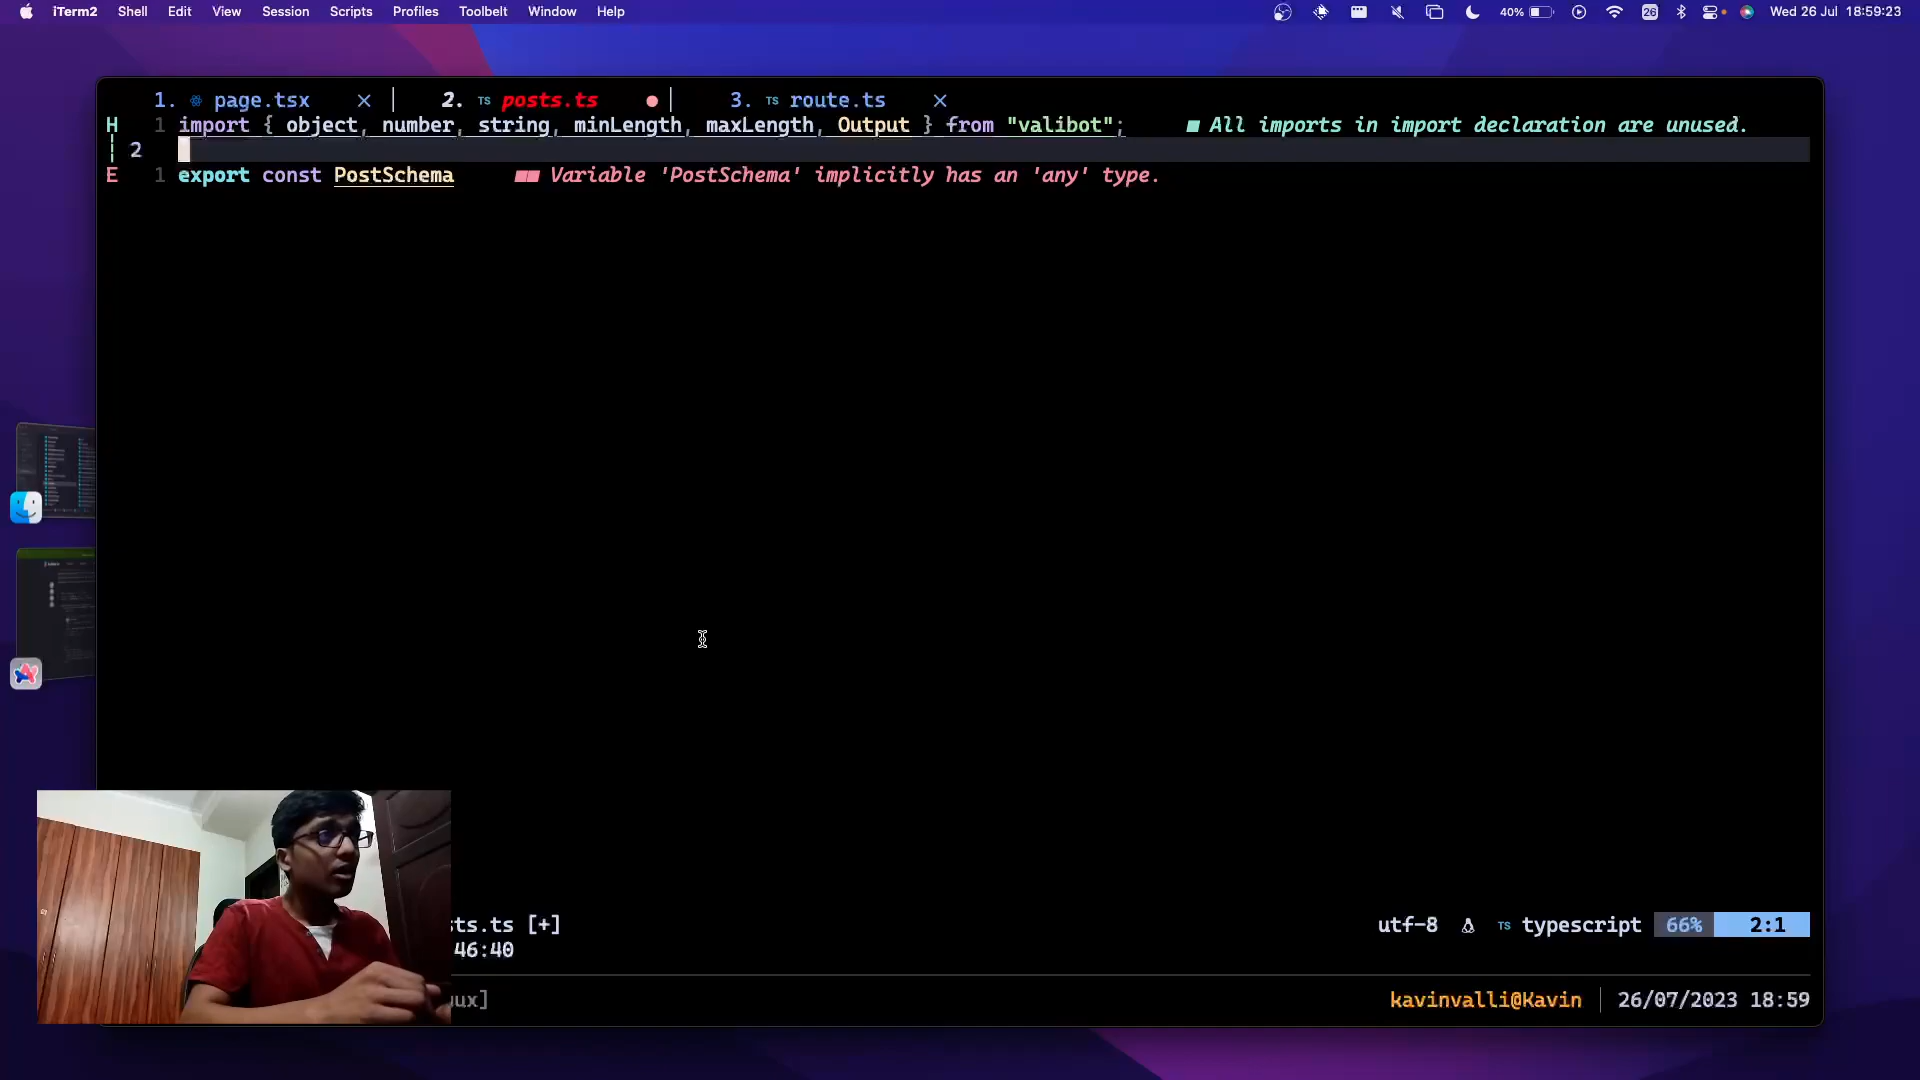 iTerm2 Shell Edit View Session Scripts Profiles Toolbelt Window Help 40% 26 Wed 26 Jul 18:59:23
1. page.tsx × | 2. TS posts.ts ● | 3. TS route.ts ×
H 1 import { object, number, string, minLength, maxLength, Output } from "valibot"; ■ All imports in import declaration are unused.
2
E 1 export const PostSchema ■■ Variable 'PostSchema' implicitly has an 'any' type.
sts.ts [+] utf-8 TS typescript 66% 2:1
46:40
ux] kavinvalli@Kavin | 26/07/2023 18:59